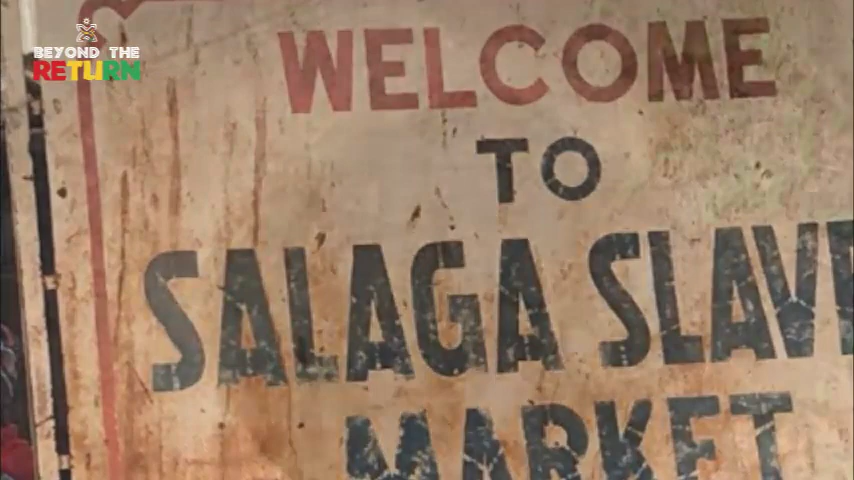 BEYOND THE
RETURN
WELCOME
TO
SALAGA SLAVE
MARKET